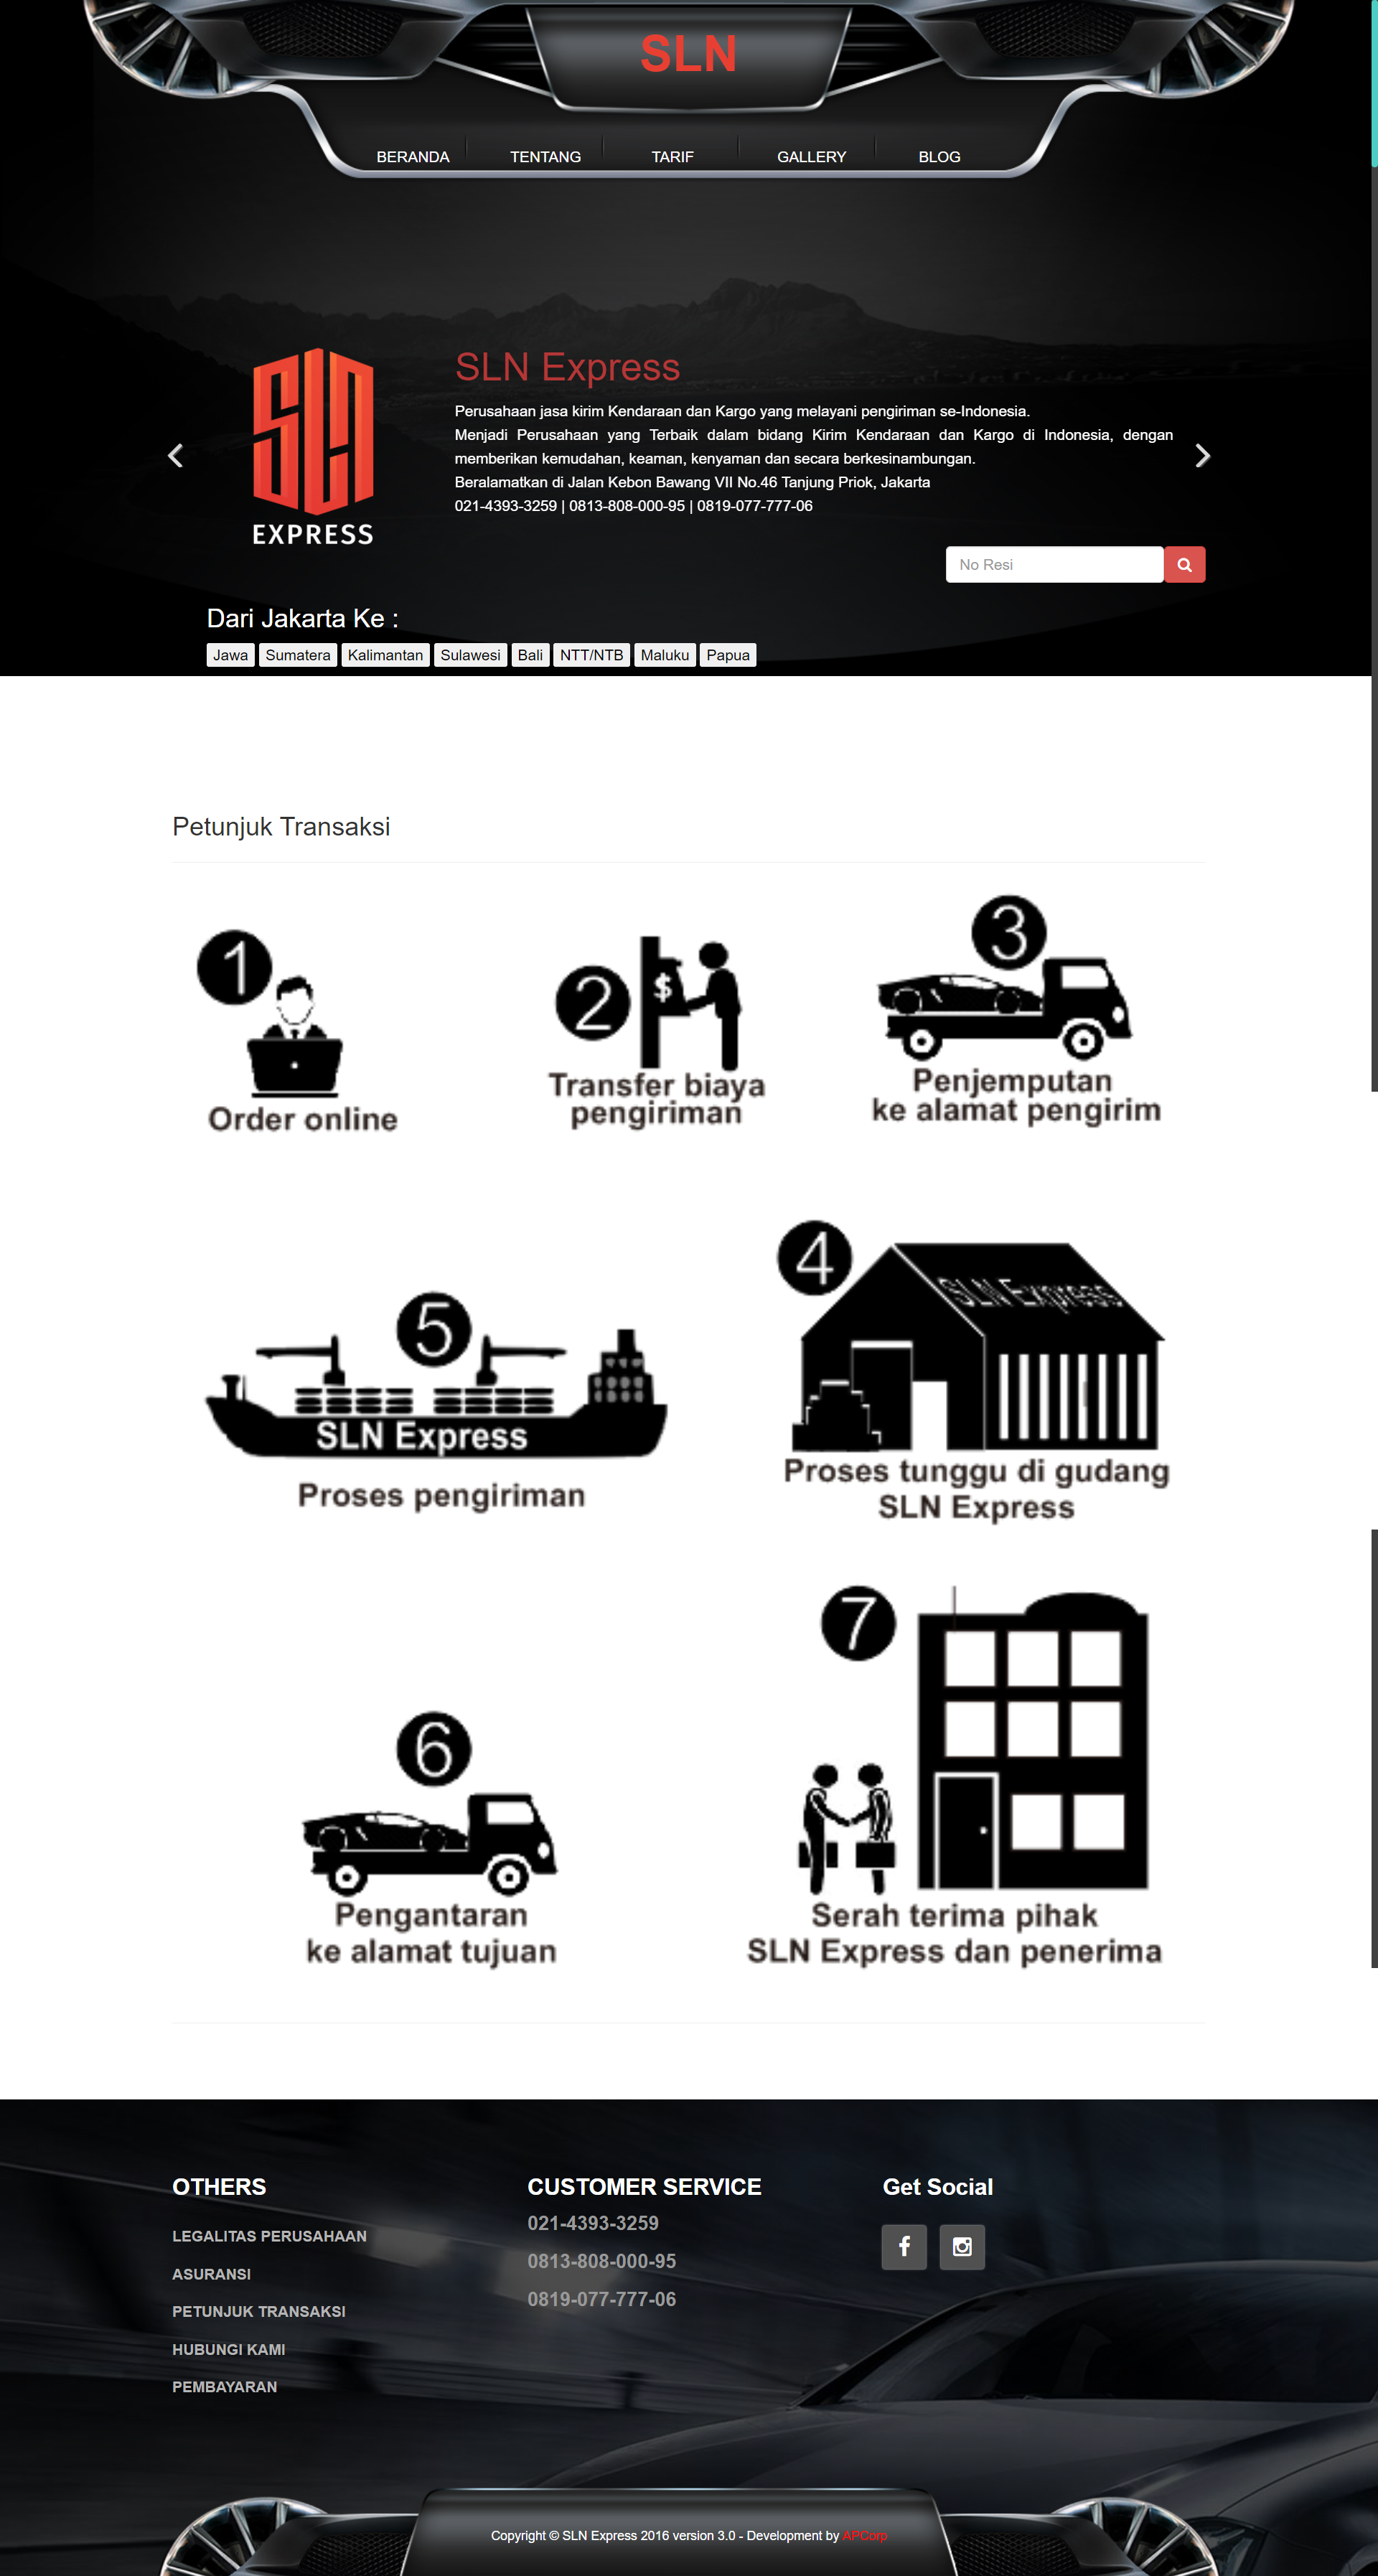 SLN
BERANDA
TENTANG
TARIF
GALLERY
BLOG
SLN
EXPRESS
SLN Express
Perusahaan jasa kirim Kendaraan dan Kargo yang melayani pengiriman se-Indonesia.
Menjadi Perusahaan yang Terbaik dalam bidang Kirim Kendaraan dan Kargo di Indonesia, dengan
memberikan kemudahan, keaman, kenyaman dan secara berkesinambungan.
Beralamatkan di Jalan Kebon Bawang VII No.46 Tanjung Priok, Jakarta
021-4393-3259 | 0813-808-000-95 | 0819-077-777-06
No Resi
Dari Jakarta Ke :
Jawa Sumatera Kalimantan Sulawesi Bali NTT/NTB Maluku Papua
Petunjuk Transaksi
1
Order online
2
$
Transfer biaya
pengiriman
3
Penjemputan
ke alamat pengirim
5
SLN Express
Proses pengiriman
4
SLN Express
Proses tunggu di gudang
SLN Express
6
Pengantaran
ke alamat tujuan
7
Serah terima pihak
SLN Express dan penerima
OTHERS
LEGALITAS PERUSAHAAN
ASURANSI
PETUNJUK TRANSAKSI
HUBUNGI KAMI
PEMBAYARAN
CUSTOMER SERVICE
021-4393-3259
0813-808-000-95
0819-077-777-06
Get Social
Copyright © SLN Express 2016 version 3.0 - Development by APCorp